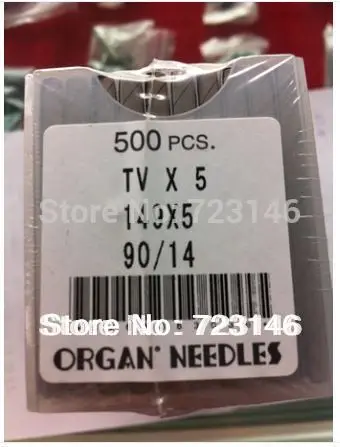 500 PCS.
TV X 5
Store No: 723146
149X5
90/14
Store No: 723146
ORGAN® NEEDLES